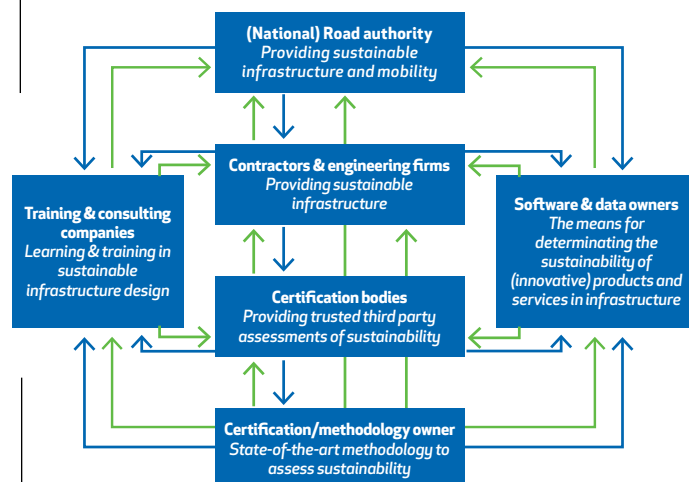 (National) Road authority
Providing sustainable
infrastructure and mobility
Contractors & engineering firms
Providing sustainable
infrastructure
Training & consulting
companies
Learning & training in
sustainable
infrastructure design
Software & data owners
The means for
determining the
sustainability of
(innovative) products and
services in infrastructure
Certification bodies
Providing trusted third party
assessments of sustainability
Certification/methodology owner
State-of-the-art methodology to
assess sustainability